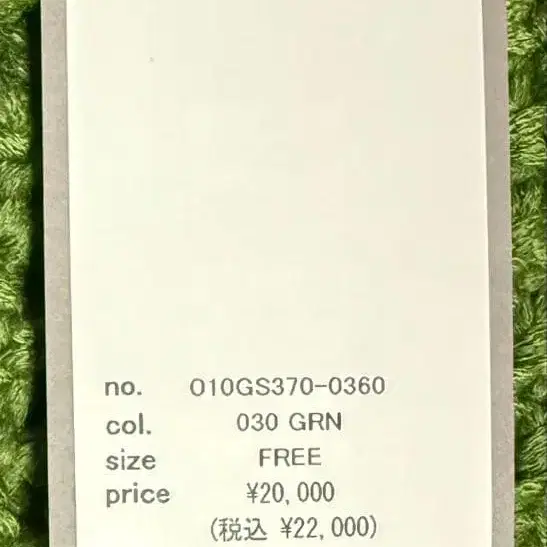 no. 010GS370-0360
col. 030 GRN
size FREE
price ¥20,000
(税込 ¥22,000)